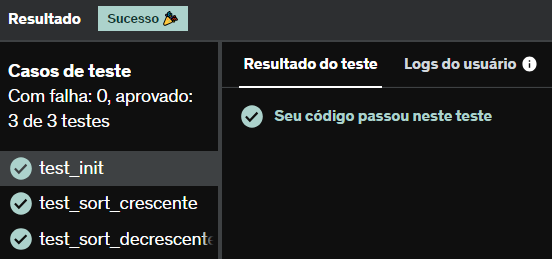 Resultado
Sucesso 🎉
Casos de teste
Com falha: 0, aprovado:
3 de 3 testes
test_init
test_sort_crescente
test_sort_decrescente
Resultado do teste
Logs do usuário
Seu código passou neste teste